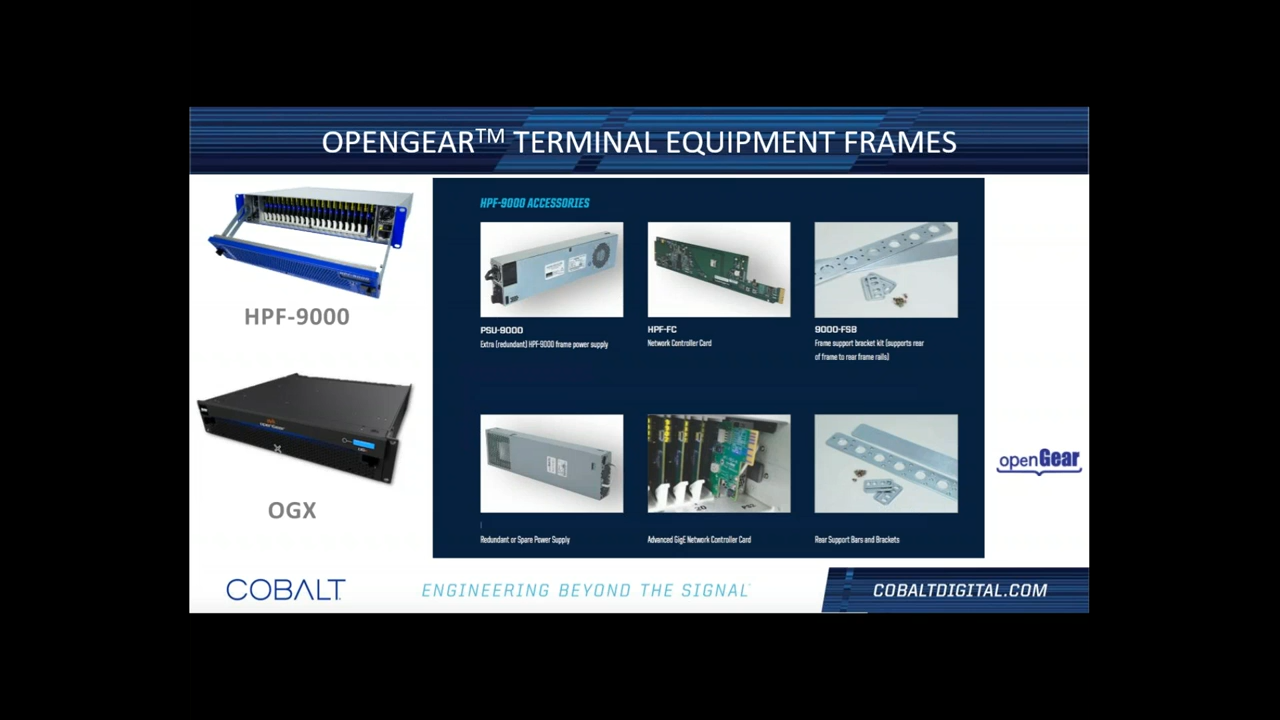 OPENGEAR™ TERMINAL EQUIPMENT FRAMES
HPF-9000
OGX
HPF-9000 ACCESSORIES
PSU-9000
Extra (redundant) HPF-9000 frame power supply
HPF-FC
Network Controller Card
9000-FSB
Frame support bracket kit (supports rear
of frame to rear frame rails)
Redundant or Spare Power Supply
Advanced GigE Network Controller Card
Rear Support Bars and Brackets
openGear
COBALT
ENGINEERING BEYOND THE SIGNAL
COBALTDIGITAL.COM